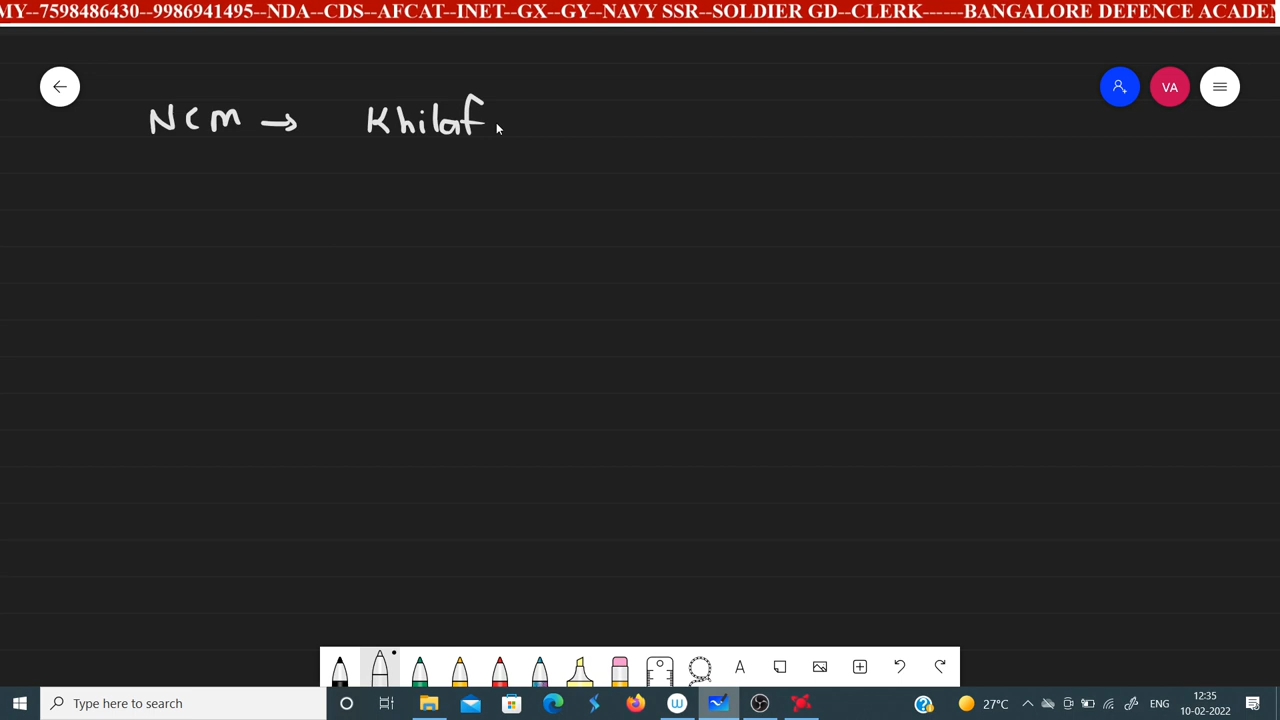 MY--7598486430--9986941495--NDA--CDS--AFCAT--INET--GX--GY--NAVY SSR--SOLDIER GD--CLERK------BANGALORE DEFENCE ACADEM
VA
NCM → Khilaf
A
Type here to search
27°C
ENG
12:35
10-02-2022